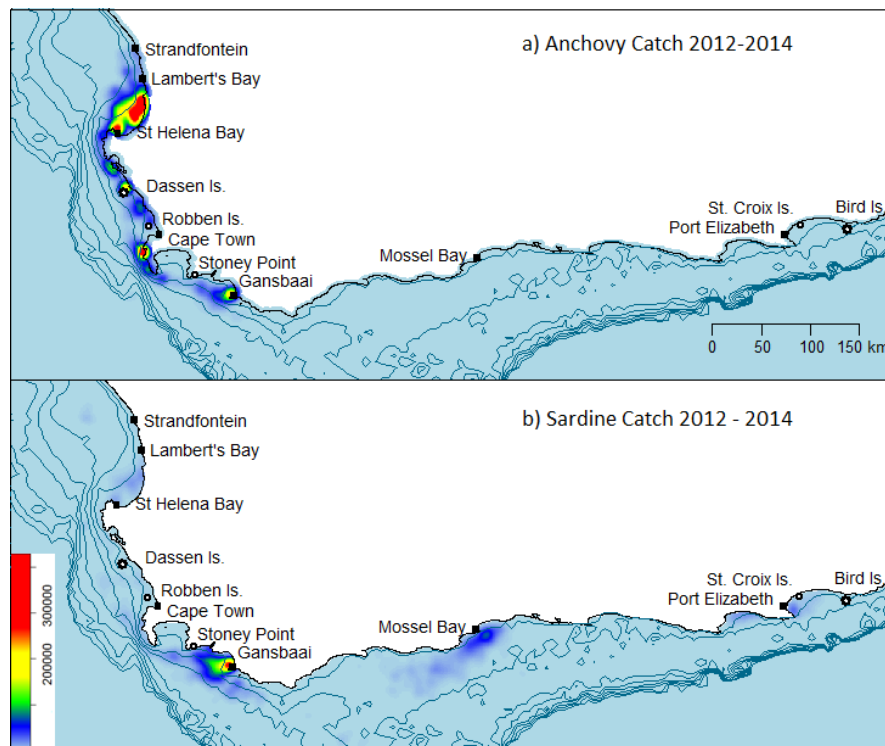 a) Anchovy Catch 2012-2014
Strandfontein
Lambert's Bay
St Helena Bay
Dassen Is.
Robben Is.
Cape Town
Stoney Point
Gansbaai
Mossel Bay
St. Croix Is.
Port Elizabeth
Bird Is
0 50 100 150 km
b) Sardine Catch 2012 - 2014
Strandfontein
Lambert's Bay
St Helena Bay
Dassen Is.
Robben Is.
Cape Town
Stoney Point
Gansbaai
Mossel Bay
St. Croix Is.
Port Elizabeth
Bird Is.
300000
200000